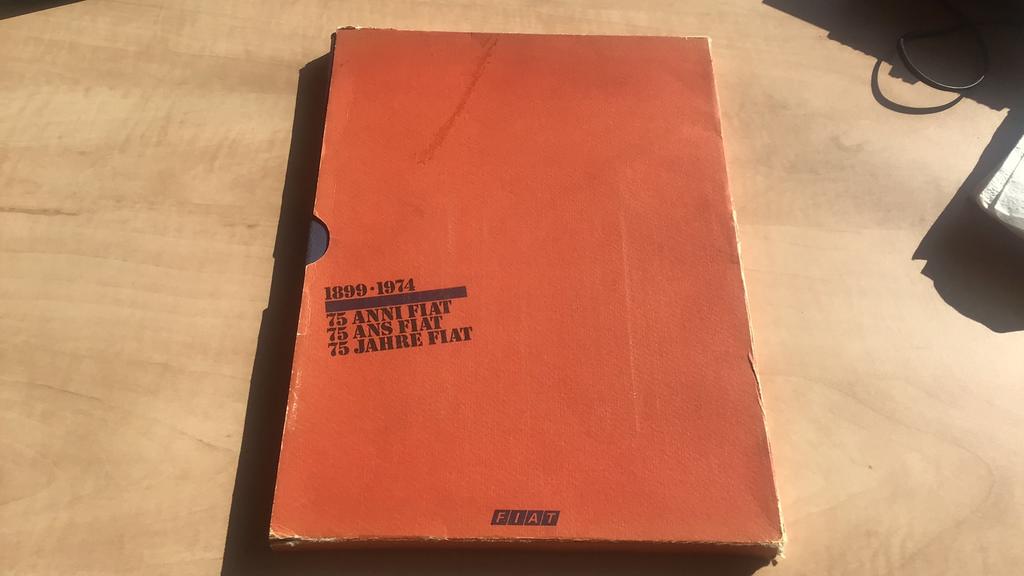 1899·1974
75 ANNI FIAT
75 ANS FIAT
75 JAHRE FIAT
FIAT